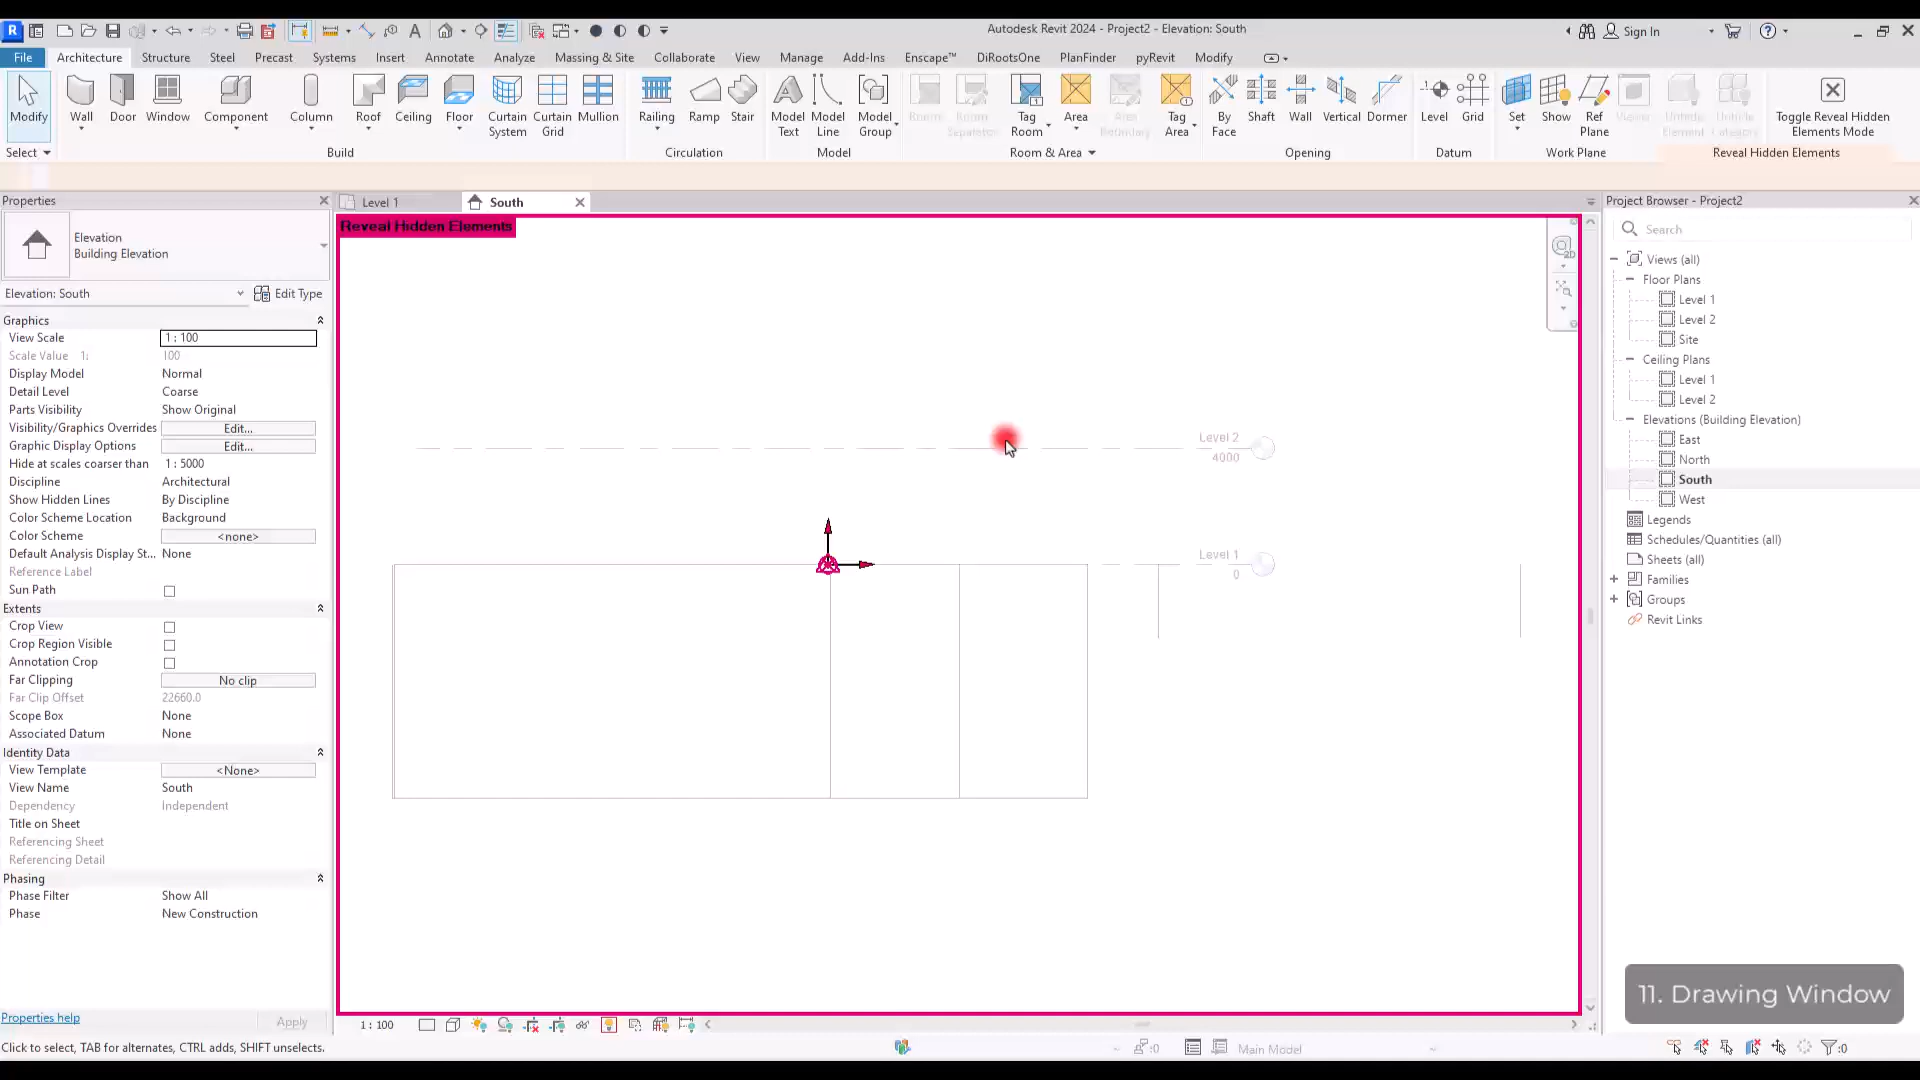 Autodesk Revit 2024 - Project2 - Elevation: South
Sign In
File Architecture Structure Steel Precast Systems Insert Annotate Analyze Massing & Site Collaborate View Manage Add-Ins Enscape™ DiRootsOne PlanFinder pyRevit Modify
Modify
Wall
Door
Window
Component
Column
Roof
Ceiling
Floor
Curtain System
Curtain Grid
Mullion
Railing
Ramp
Stair
Model Text
Model Line
Model Group
Room
Room Separator
Tag Room
Area
Area Boundary
Tag Area
By Face
Shaft
Wall
Vertical
Dormer
Level
Grid
Set
Show
Ref Plane
Viewer
Unhide Element
Unhide Category
Toggle Reveal Hidden Elements Mode
Select
Build
Circulation
Model
Room & Area
Opening
Datum
Work Plane
Reveal Hidden Elements
Properties
Level 1
South
Project Browser - Project2
Reveal Hidden Elements
Elevation
Building Elevation
Elevation: South
Edit Type
Graphics
View Scale 1 : 100
Scale Value 1: 100
Display Model Normal
Detail Level Coarse
Parts Visibility Show Original
Visibility/Graphics Overrides Edit...
Graphic Display Options Edit...
Hide at scales coarser than 1 : 5000
Discipline Architectural
Show Hidden Lines By Discipline
Color Scheme Location Background
Color Scheme <none>
Default Analysis Display St... None
Reference Label
Sun Path
Extents
Crop View
Crop Region Visible
Annotation Crop
Far Clipping No clip
Far Clip Offset 22660.0
Scope Box None
Associated Datum None
Identity Data
View Template <None>
View Name South
Dependency Independent
Title on Sheet
Referencing Sheet
Referencing Detail
Phasing
Phase Filter Show All
Phase New Construction
Properties help
Apply
2D
Level 2
4000
Level 1
0
Search
Views (all)
Floor Plans
Level 1
Level 2
Site
Ceiling Plans
Level 1
Level 2
Elevations (Building Elevation)
East
North
South
West
Legends
Schedules/Quantities (all)
Sheets (all)
Families
Groups
Revit Links
11. Drawing Window
1 : 100
Click to select, TAB for alternates, CTRL adds, SHIFT unselects.
:0
Main Model
:0